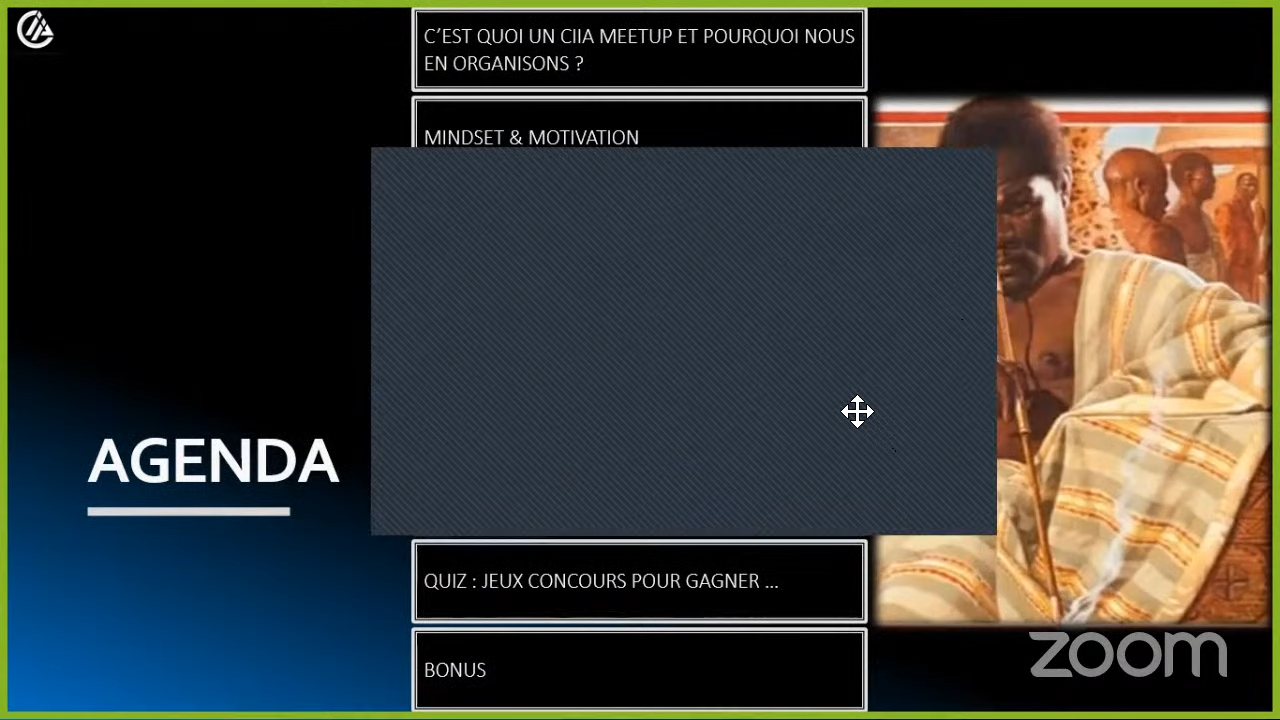 C'EST QUOI UN CIIA MEETUP ET POURQUOI NOUS
EN ORGANISONS ?
MINDSET & MOTIVATION
AGENDA
QUIZ : JEUX CONCOURS POUR GAGNER ...
BONUS
zoom